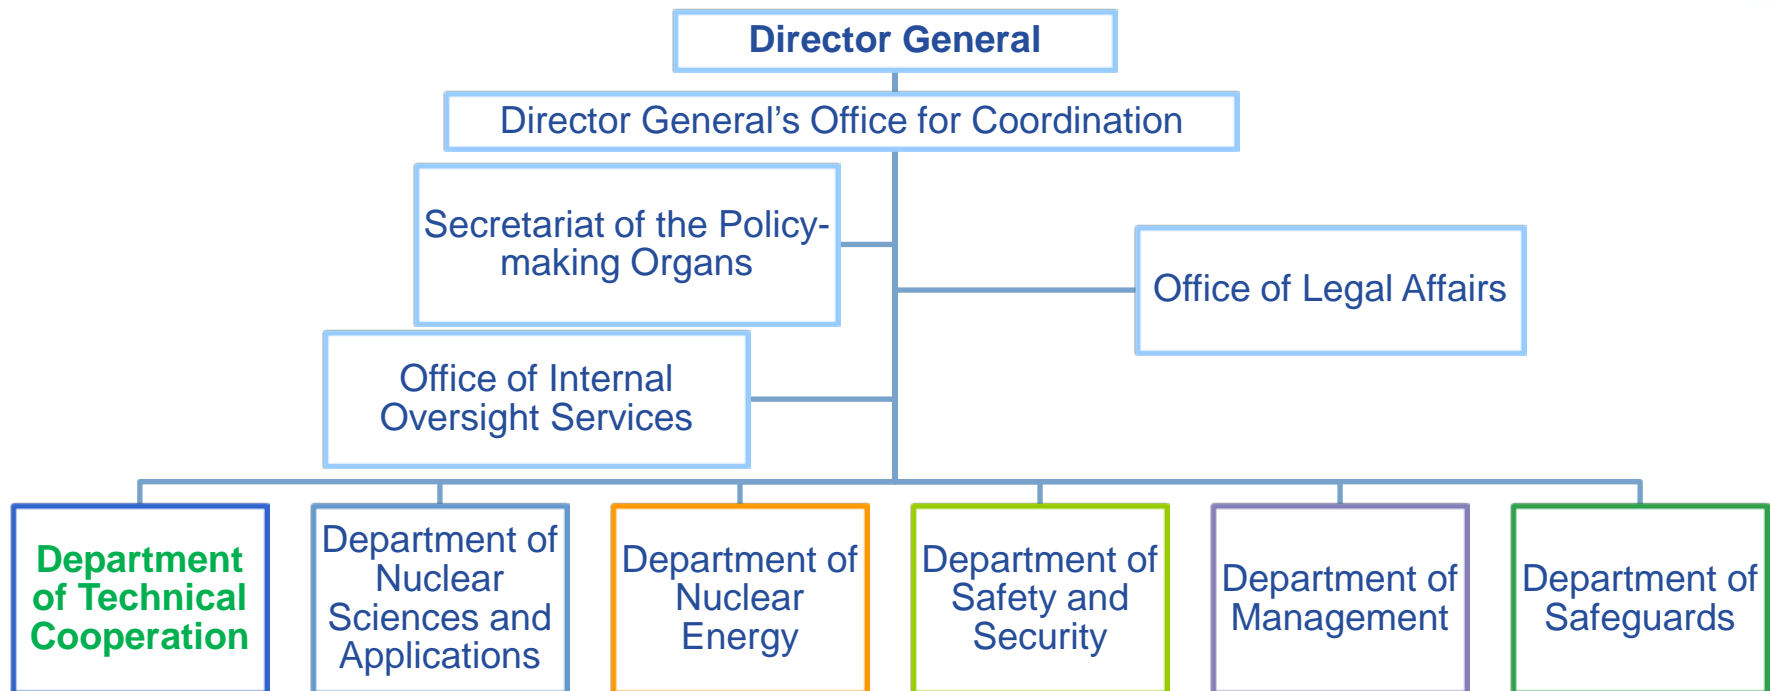 Director General
Director General’s Office for Coordination
Secretariat of the Policy-
making Organs
Office of Legal Affairs
Office of Internal
Oversight Services
Department
of Technical
Cooperation
Department of
Nuclear
Sciences and
Applications
Department of
Nuclear
Energy
Department of
Safety and
Security
Department of
Management
Department of
Safeguards